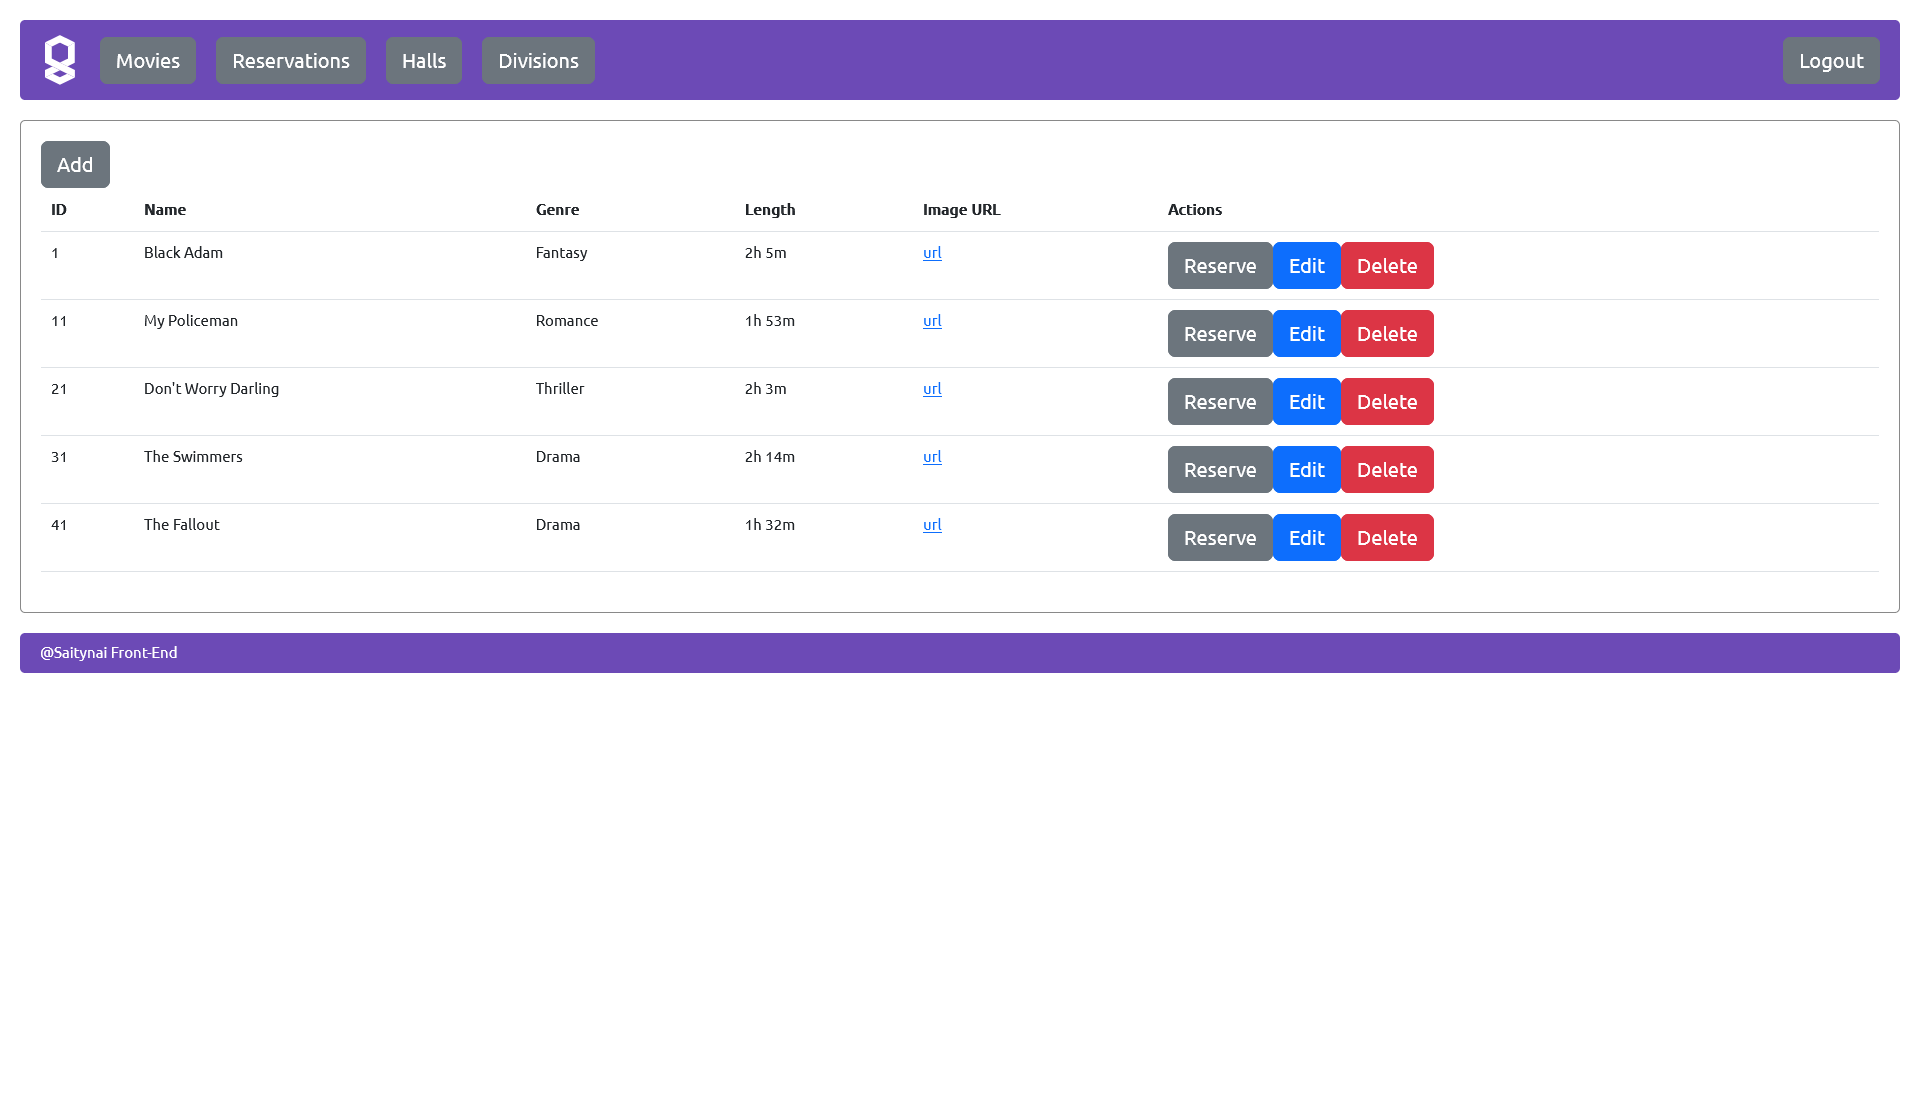 Movies Reservations Halls Divisions Logout
Add
ID Name Genre Length Image URL Actions
1 Black Adam Fantasy 2h 5m url Reserve Edit Delete
11 My Policeman Romance 1h 53m url Reserve Edit Delete
21 Don't Worry Darling Thriller 2h 3m url Reserve Edit Delete
31 The Swimmers Drama 2h 14m url Reserve Edit Delete
41 The Fallout Drama 1h 32m url Reserve Edit Delete
@Saitynai Front-End